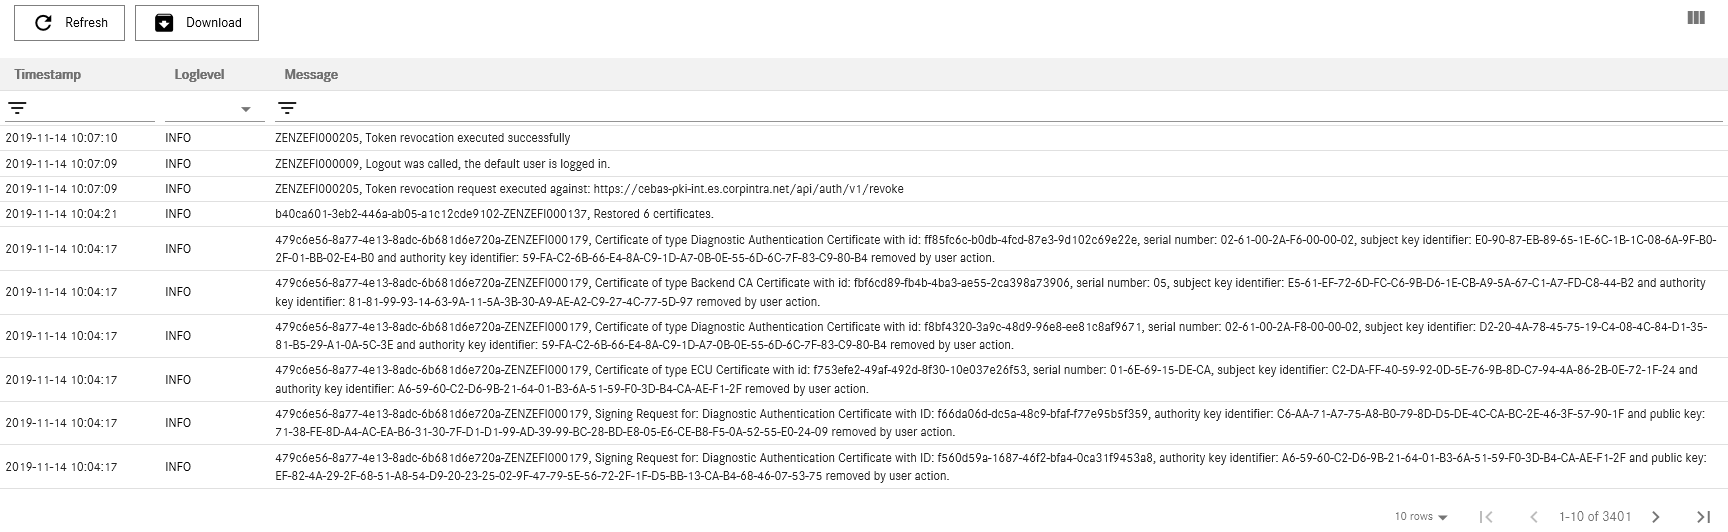 Refresh Download
Timestamp Loglevel Message
2019-11-14 10:07:10 INFO ZENZEFI000205, Token revocation executed successfully
2019-11-14 10:07:09 INFO ZENZEFI000009, Logout was called, the default user is logged in.
2019-11-14 10:07:09 INFO ZENZEFI000205, Token revocation request executed against: https://cebas-pki-int.es.corpintra.net/api/auth/v1/revoke
2019-11-14 10:04:21 INFO b40ca601-3eb2-446a-ab05-a1c12cde9102-ZENZEFI000137, Restored 6 certificates.
2019-11-14 10:04:17 INFO 479c6e56-8a77-4e13-8adc-6b681d6e720a-ZENZEFI000179, Certificate of type Diagnostic Authentication Certificate with id: ff85fc6c-b0db-4fcd-87e3-9d102c69e22e, serial number: 02-61-00-2A-F6-00-00-02, subject key identifier: E0-90-87-EB-89-65-1E-6C-1B-1C-08-6A-9F-B0-
2F-01-BB-02-E4-B0 and authority key identifier: 59-FA-C2-6B-66-E4-8A-C9-1D-A7-0B-0E-55-6D-6C-7F-83-C9-80-B4 removed by user action.
2019-11-14 10:04:17 INFO 479c6e56-8a77-4e13-8adc-6b681d6e720a-ZENZEFI000179, Certificate of type Backend CA Certificate with id: fbf6cd89-fb4b-4ba3-ae55-2ca398a73906, serial number: 05, subject key identifier: E5-61-EF-72-6D-FC-C6-9B-D6-1E-CB-A9-5A-67-C1-A7-FD-C8-44-B2 and authority
key identifier: 81-81-99-93-14-63-9A-11-5A-3B-30-A9-AE-A2-C9-27-4C-77-5D-97 removed by user action.
2019-11-14 10:04:17 INFO 479c6e56-8a77-4e13-8adc-6b681d6e720a-ZENZEFI000179, Certificate of type Diagnostic Authentication Certificate with id: f8bf4320-3a9c-48d9-96e8-ee81c8af9671, serial number: 02-61-00-2A-F8-00-00-02, subject key identifier: D2-20-4A-78-45-75-19-C4-08-4C-84-D1-35-
81-B5-29-A1-0A-5C-3E and authority key identifier: 59-FA-C2-6B-66-E4-8A-C9-1D-A7-0B-0E-55-6D-6C-7F-83-C9-80-B4 removed by user action.
2019-11-14 10:04:17 INFO 479c6e56-8a77-4e13-8adc-6b681d6e720a-ZENZEFI000179, Certificate of type ECU Certificate with id: f753efe2-49af-492d-8f30-10e037e26f53, serial number: 01-6E-69-15-DE-CA, subject key identifier: C2-DA-FF-40-59-92-0D-5E-76-9B-8D-C7-94-4A-86-2B-0E-72-1F-24 and
authority key identifier: A6-59-60-C2-D6-9B-21-64-01-B3-6A-51-59-F0-3D-B4-CA-AE-F1-2F removed by user action.
2019-11-14 10:04:17 INFO 479c6e56-8a77-4e13-8adc-6b681d6e720a-ZENZEFI000179, Signing Request for: Diagnostic Authentication Certificate with ID: f66da06d-dc5a-48c9-bfaf-f77e95b5f359, authority key identifier: C6-AA-71-A7-75-A8-B0-79-8D-D5-DE-4C-CA-BC-2E-46-3F-57-90-1F and public key:
71-38-FE-8D-A4-AC-EA-B6-31-30-7F-D1-D1-99-AD-39-99-BC-28-BD-E8-05-E6-CE-B8-F5-0A-52-55-E0-24-09 removed by user action.
2019-11-14 10:04:17 INFO 479c6e56-8a77-4e13-8adc-6b681d6e720a-ZENZEFI000179, Signing Request for: Diagnostic Authentication Certificate with ID: f560d59a-1687-46f2-bfa4-0ca31f9453a8, authority key identifier: A6-59-60-C2-D6-9B-21-64-01-B3-6A-51-59-F0-3D-B4-CA-AE-F1-2F and public key:
EF-82-4A-29-2F-68-51-A8-54-D9-20-23-25-02-9F-47-79-5E-56-72-2F-1F-D5-BB-13-CA-B4-68-46-07-53-75 removed by user action.
10 rows 1-10 of 3401